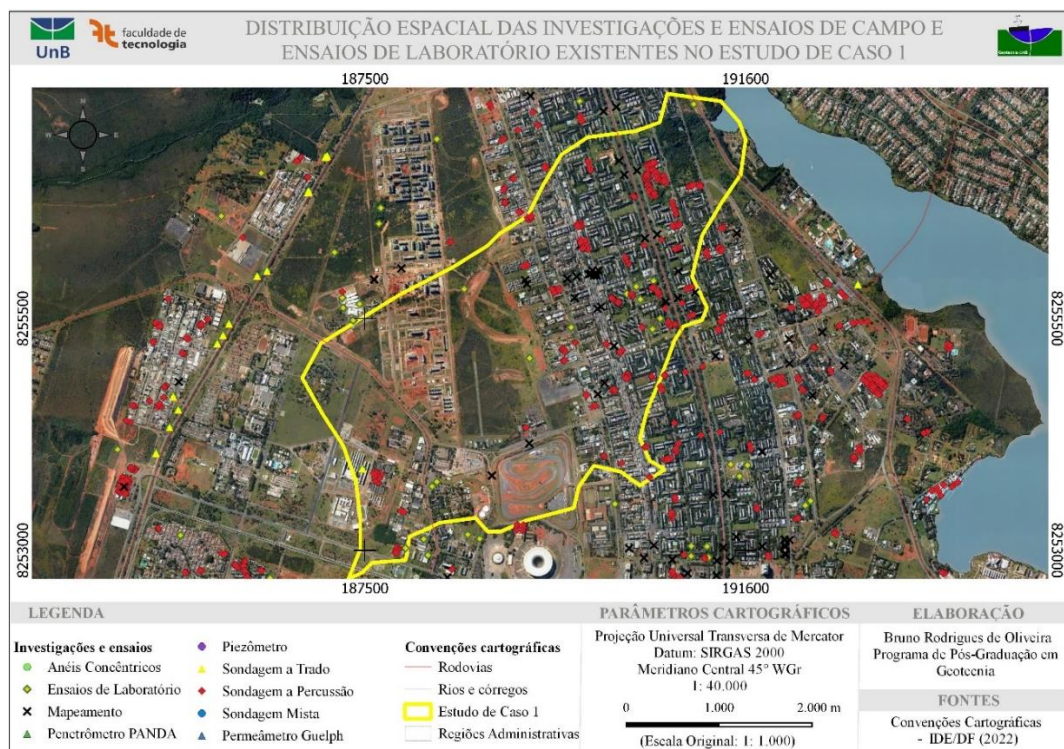 UnB
faculdade de
tecnologia
DISTRIBUIÇÃO ESPACIAL DAS INVESTIGAÇÕES E ENSAIOS DE CAMPO E
ENSAIOS DE LABORATÓRIO EXISTENTES NO ESTUDO DE CASO 1
187500 191600
N
W E
S
8255500 8255500
8253000 8253000
187500 191600
LEGENDA
Investigações e ensaios
Anéis Concêntricos
Ensaios de Laboratório
Mapeamento
Penetrômetro PANDA
Piezômetro
Sondagem a Trado
Sondagem a Percussão
Sondagem Mista
Permeâmetro Guelph
Convenções cartográficas
Rodovias
Rios e córregos
Estudo de Caso 1
Regiões Administrativas
PARÂMETROS CARTOGRÁFICOS
Projeção Universal Transversa de Mercator
Datum: SIRGAS 2000
Meridiano Central 45° WGr
1: 40.000
0 1.000 2.000 m
(Escala Original: 1: 1.000)
ELABORAÇÃO
Bruno Rodrigues de Oliveira
Programa de Pós-Graduação em
Geotecnia
FONTES
Convenções Cartográficas
- IDE/DF (2022)